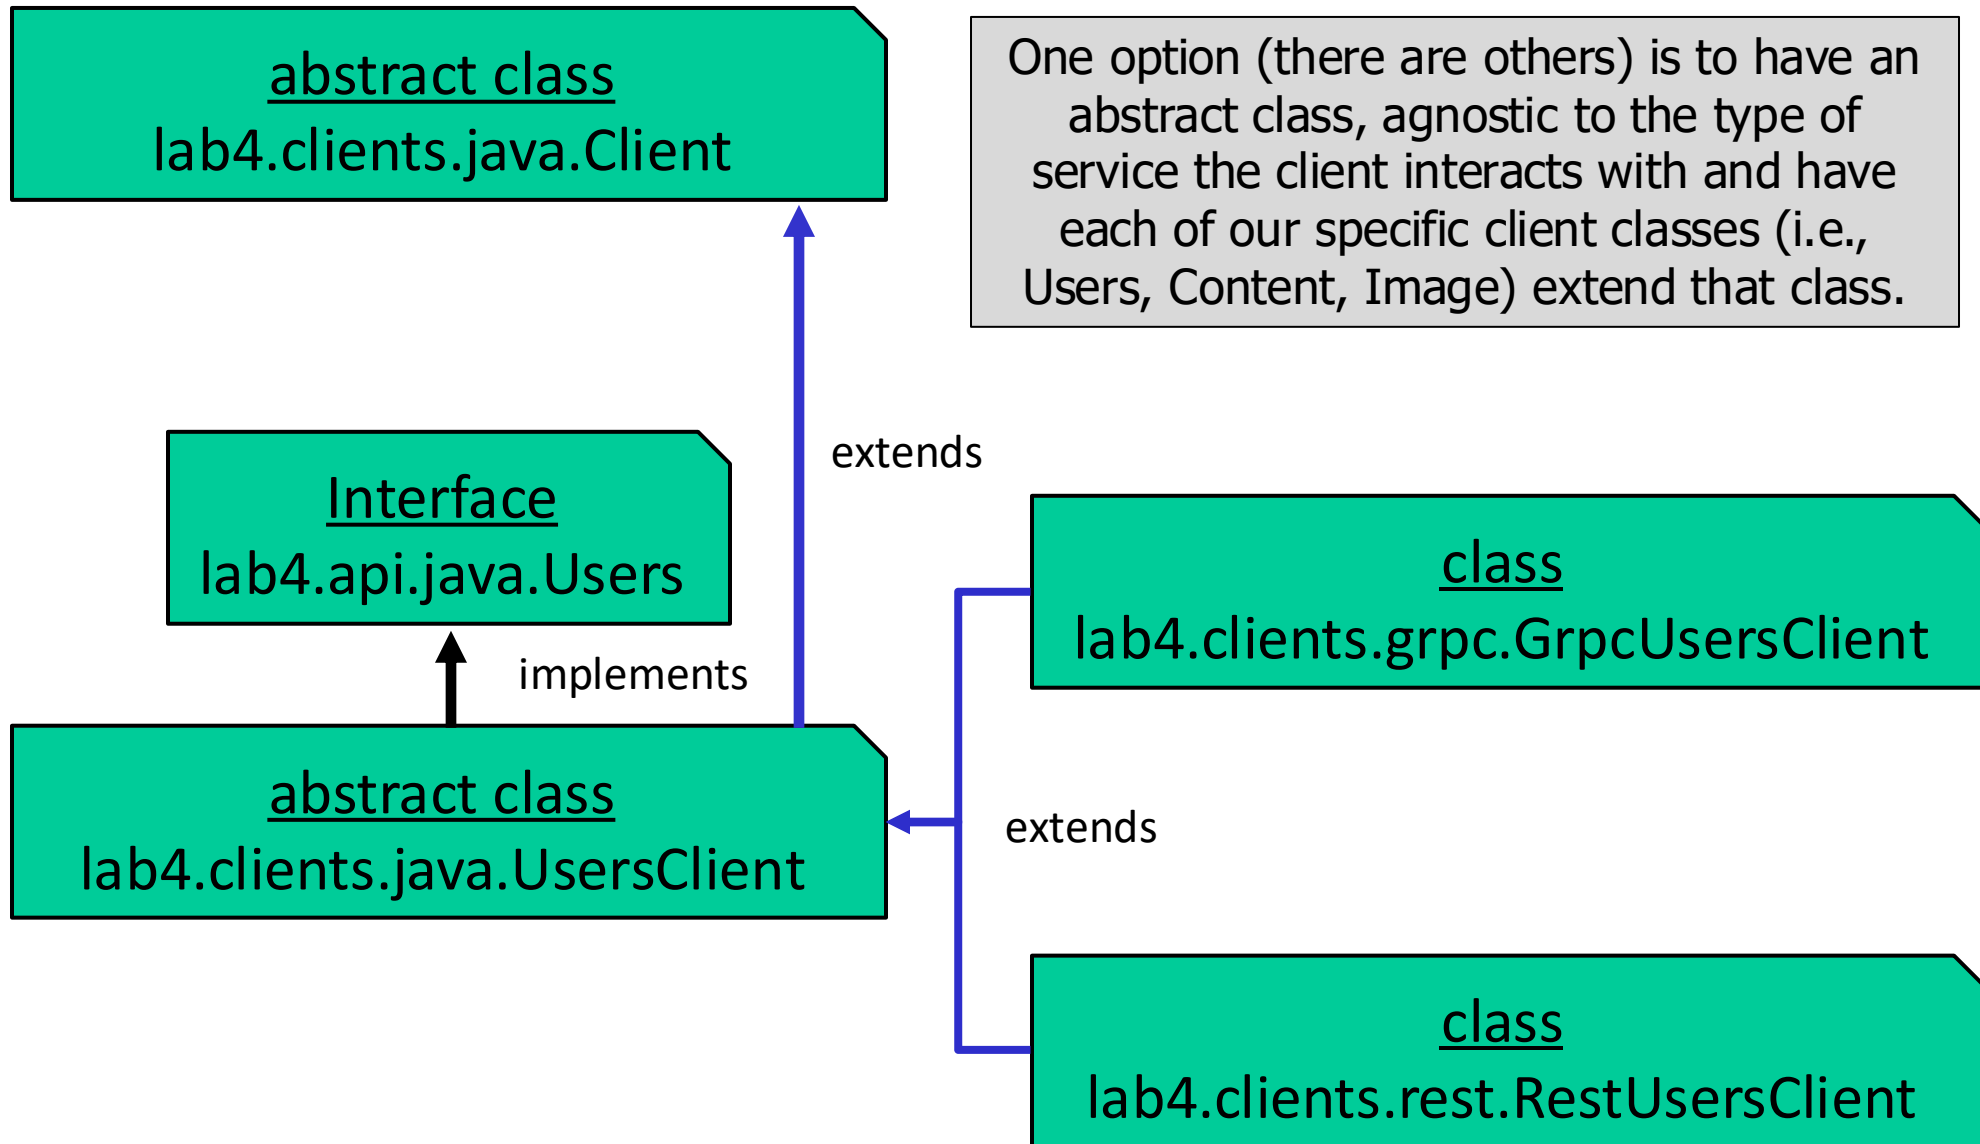 abstract class
lab4.clients.java.Client
One option (there are others) is to have an
abstract class, agnostic to the type of
service the client interacts with and have
each of our specific client classes (i.e.,
Users, Content, Image) extend that class.
extends
Interface
lab4.api.java.Users
implements
class
lab4.clients.grpc.GrpcUsersClient
abstract class
lab4.clients.java.UsersClient
extends
class
lab4.clients.rest.RestUsersClient